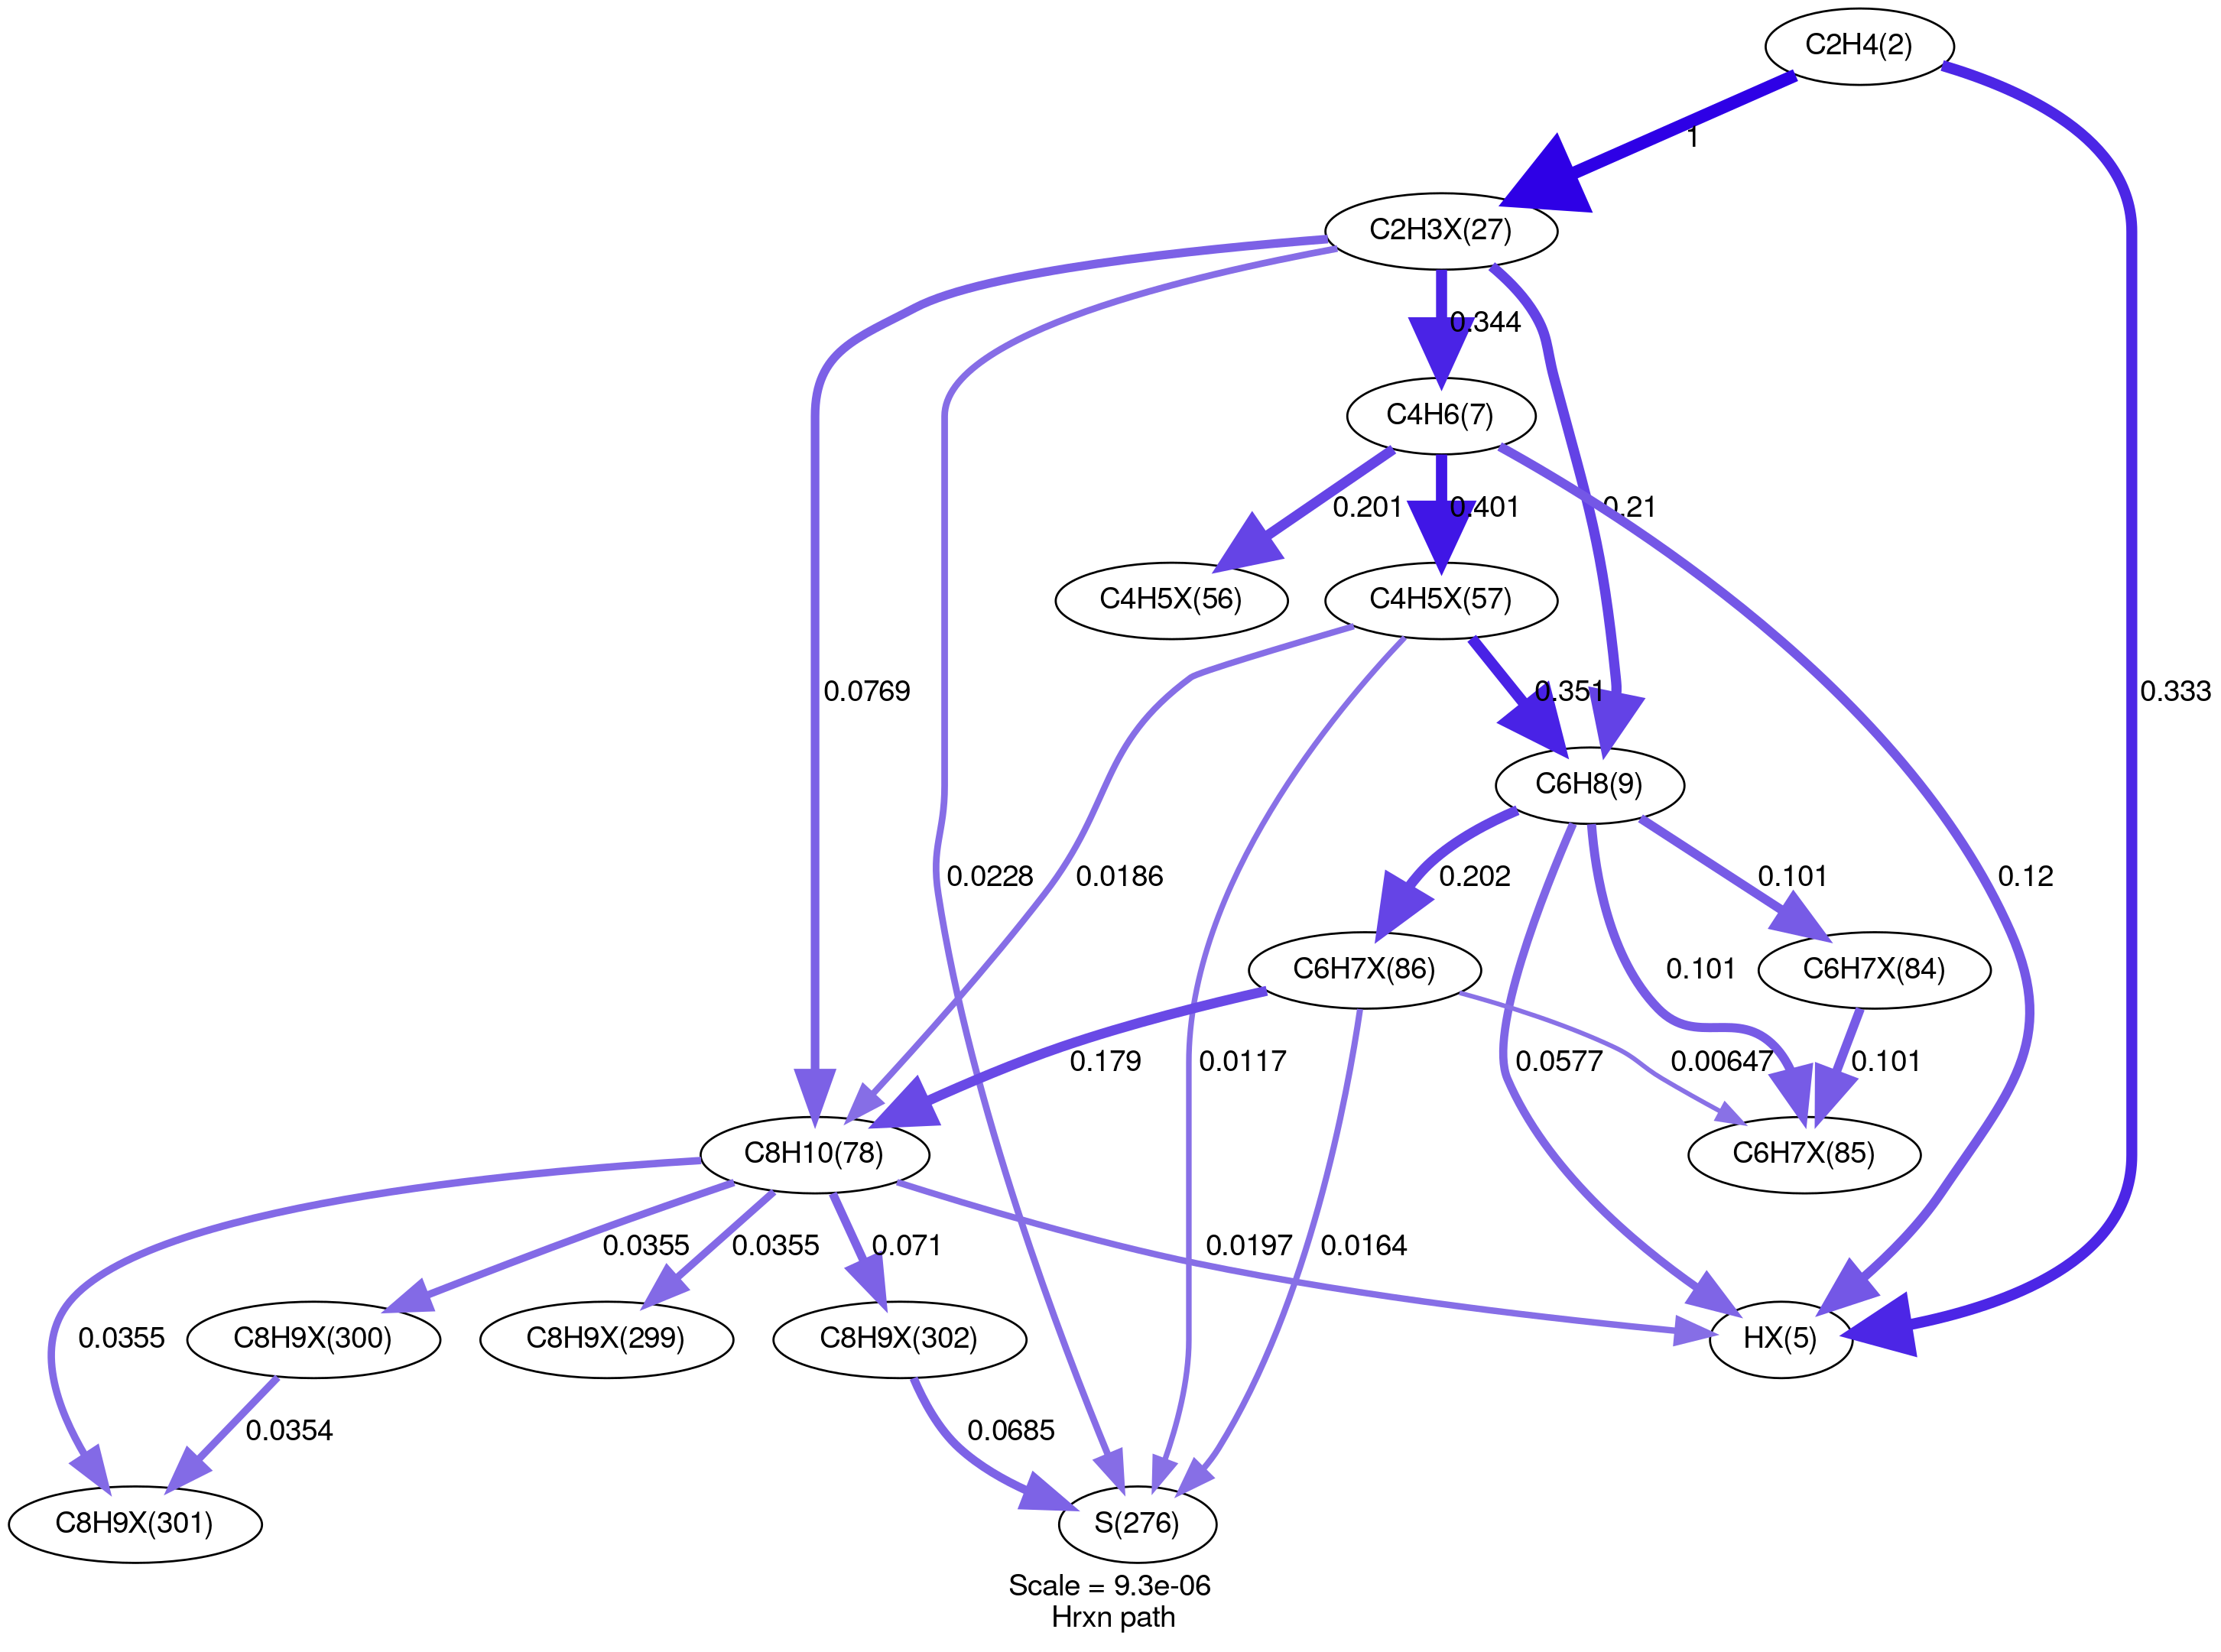 C2H4(2)
1
C2H3X(27)
0.344
C4H6(7)
0.201
0.401
0.21
C4H5X(56)
C4H5X(57)
0.0769
0.351
0.333
C6H8(9)
0.0228
0.0186
0.202
0.101
0.12
C6H7X(86)
0.101
C6H7X(84)
0.179
0.0117
0.0577
0.00647
0.101
C8H10(78)
C6H7X(85)
0.0355
0.0355
0.071
0.0197
0.0164
0.0355
C8H9X(300)
C8H9X(299)
C8H9X(302)
HX(5)
0.0354
0.0685
C8H9X(301)
S(276)
Scale = 9.3e-06
Hrxn path